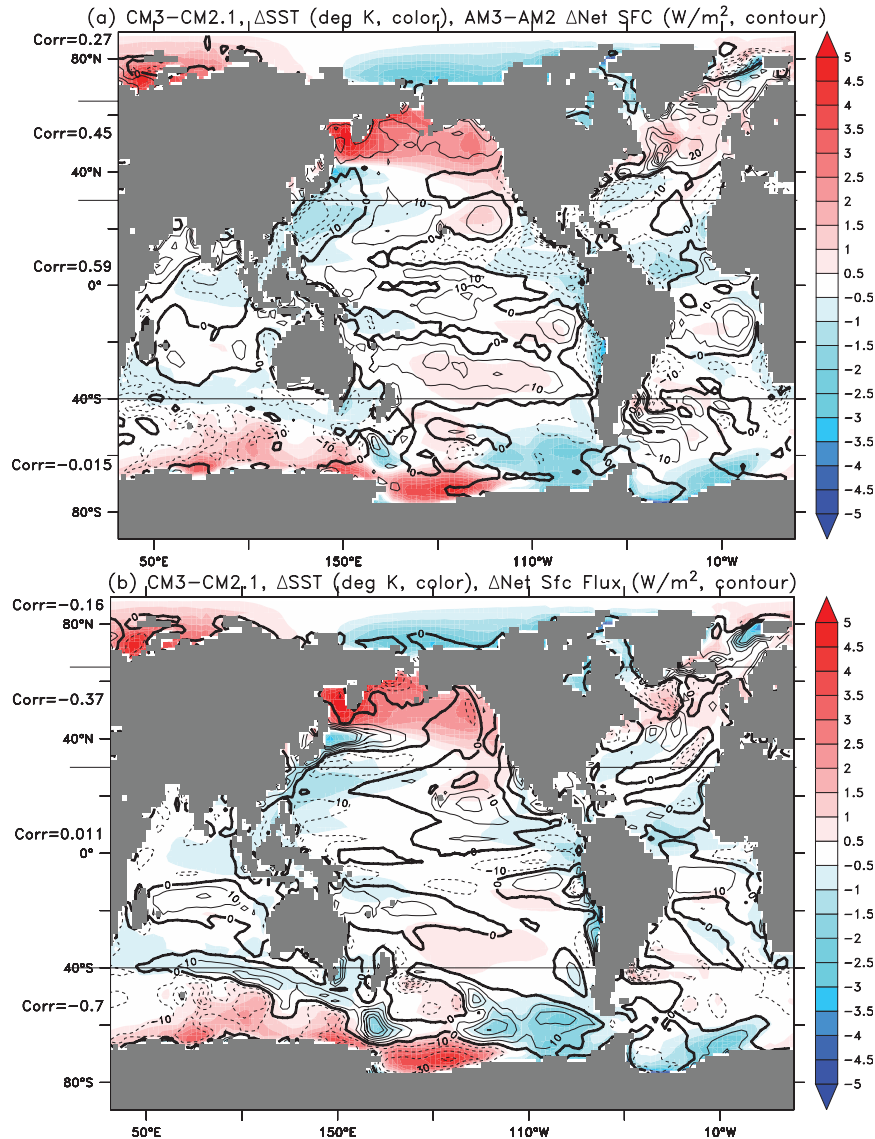 (a) CM3−CM2.1, ΔSST (deg K, color), AM3−AM2 ΔNet SFC (W/m², contour)
Corr=0.27
80°N
Corr=0.45
40°N
Corr=0.59
0°
40°S
Corr=−0.015
80°S
50°E 150°E 110°W 10°W
5
4.5
4
3.5
3
2.5
2
1.5
1
0.5
−0.5
−1
−1.5
−2
−2.5
−3
−3.5
−4
−4.5
−5
(b) CM3−CM2.1, ΔSST (deg K, color), ΔNet Sfc Flux (W/m², contour)
Corr=−0.16
80°N
Corr=−0.37
40°N
Corr=0.011
0°
40°S
Corr=−0.7
80°S
50°E 150°E 110°W 10°W
5
4.5
4
3.5
3
2.5
2
1.5
1
0.5
−0.5
−1
−1.5
−2
−2.5
−3
−3.5
−4
−4.5
−5